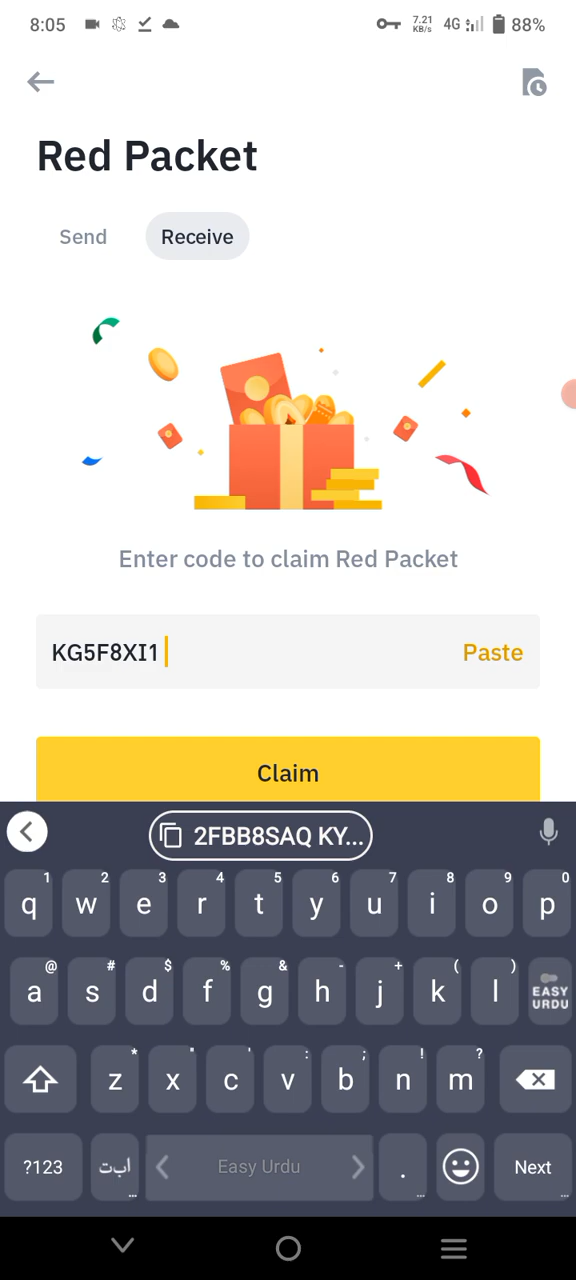 8:05 7.21 KB/s 4G 88%
Red Packet
Send Receive
Enter code to claim Red Packet
KG5F8XI1 Paste
Claim
2FBB8SAQ KY...
1 2 3 4 5 6 7 8 9 0
q w e r t y u i o p
@ # $ % & - + ( )
a s d f g h j k l EASY URDU
* " ' : ; ! ?
z x c v b n m
?123 ا ب ت ... Easy Urdu . ... Next ...